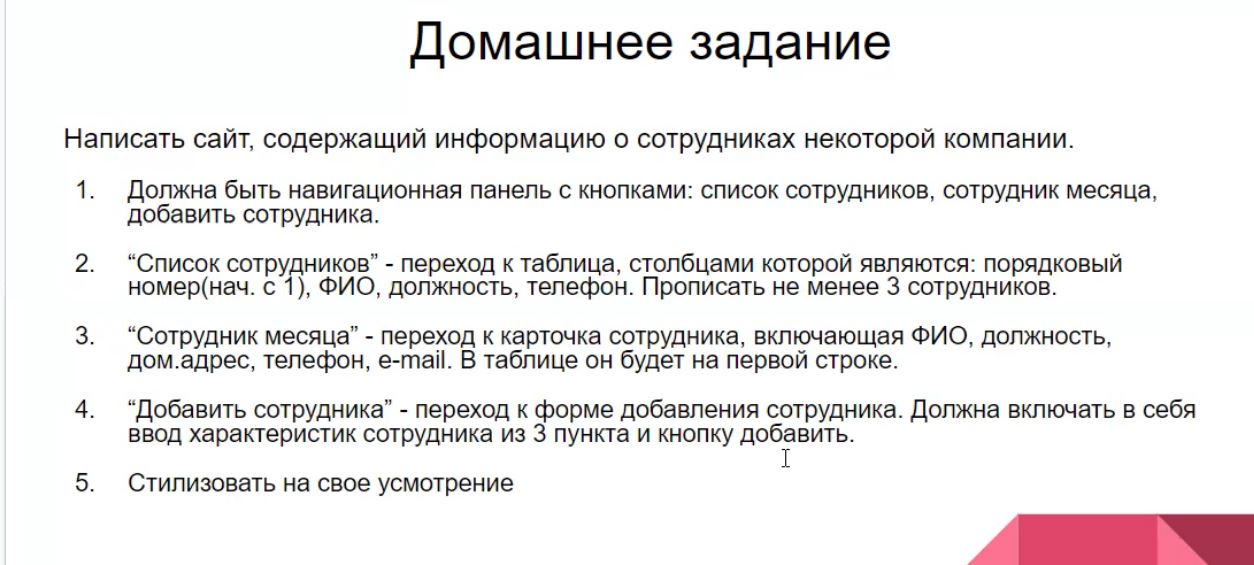 Домашнее задание
Написать сайт, содержащий информацию о сотрудниках некоторой компании.
1. Должна быть навигационная панель с кнопками: список сотрудников, сотрудник месяца,
добавить сотрудника.
2. “Список сотрудников” - переход к таблица, столбцами которой являются: порядковый
номер(нач. с 1), ФИО, должность, телефон. Прописать не менее 3 сотрудников.
3. “Сотрудник месяца” - переход к карточка сотрудника, включающая ФИО, должность,
дом.адрес, телефон, e-mail. В таблице он будет на первой строке.
4. “Добавить сотрудника” - переход к форме добавления сотрудника. Должна включать в себя
ввод характеристик сотрудника из 3 пункта и кнопку добавить.
5. Стилизовать на свое усмотрение